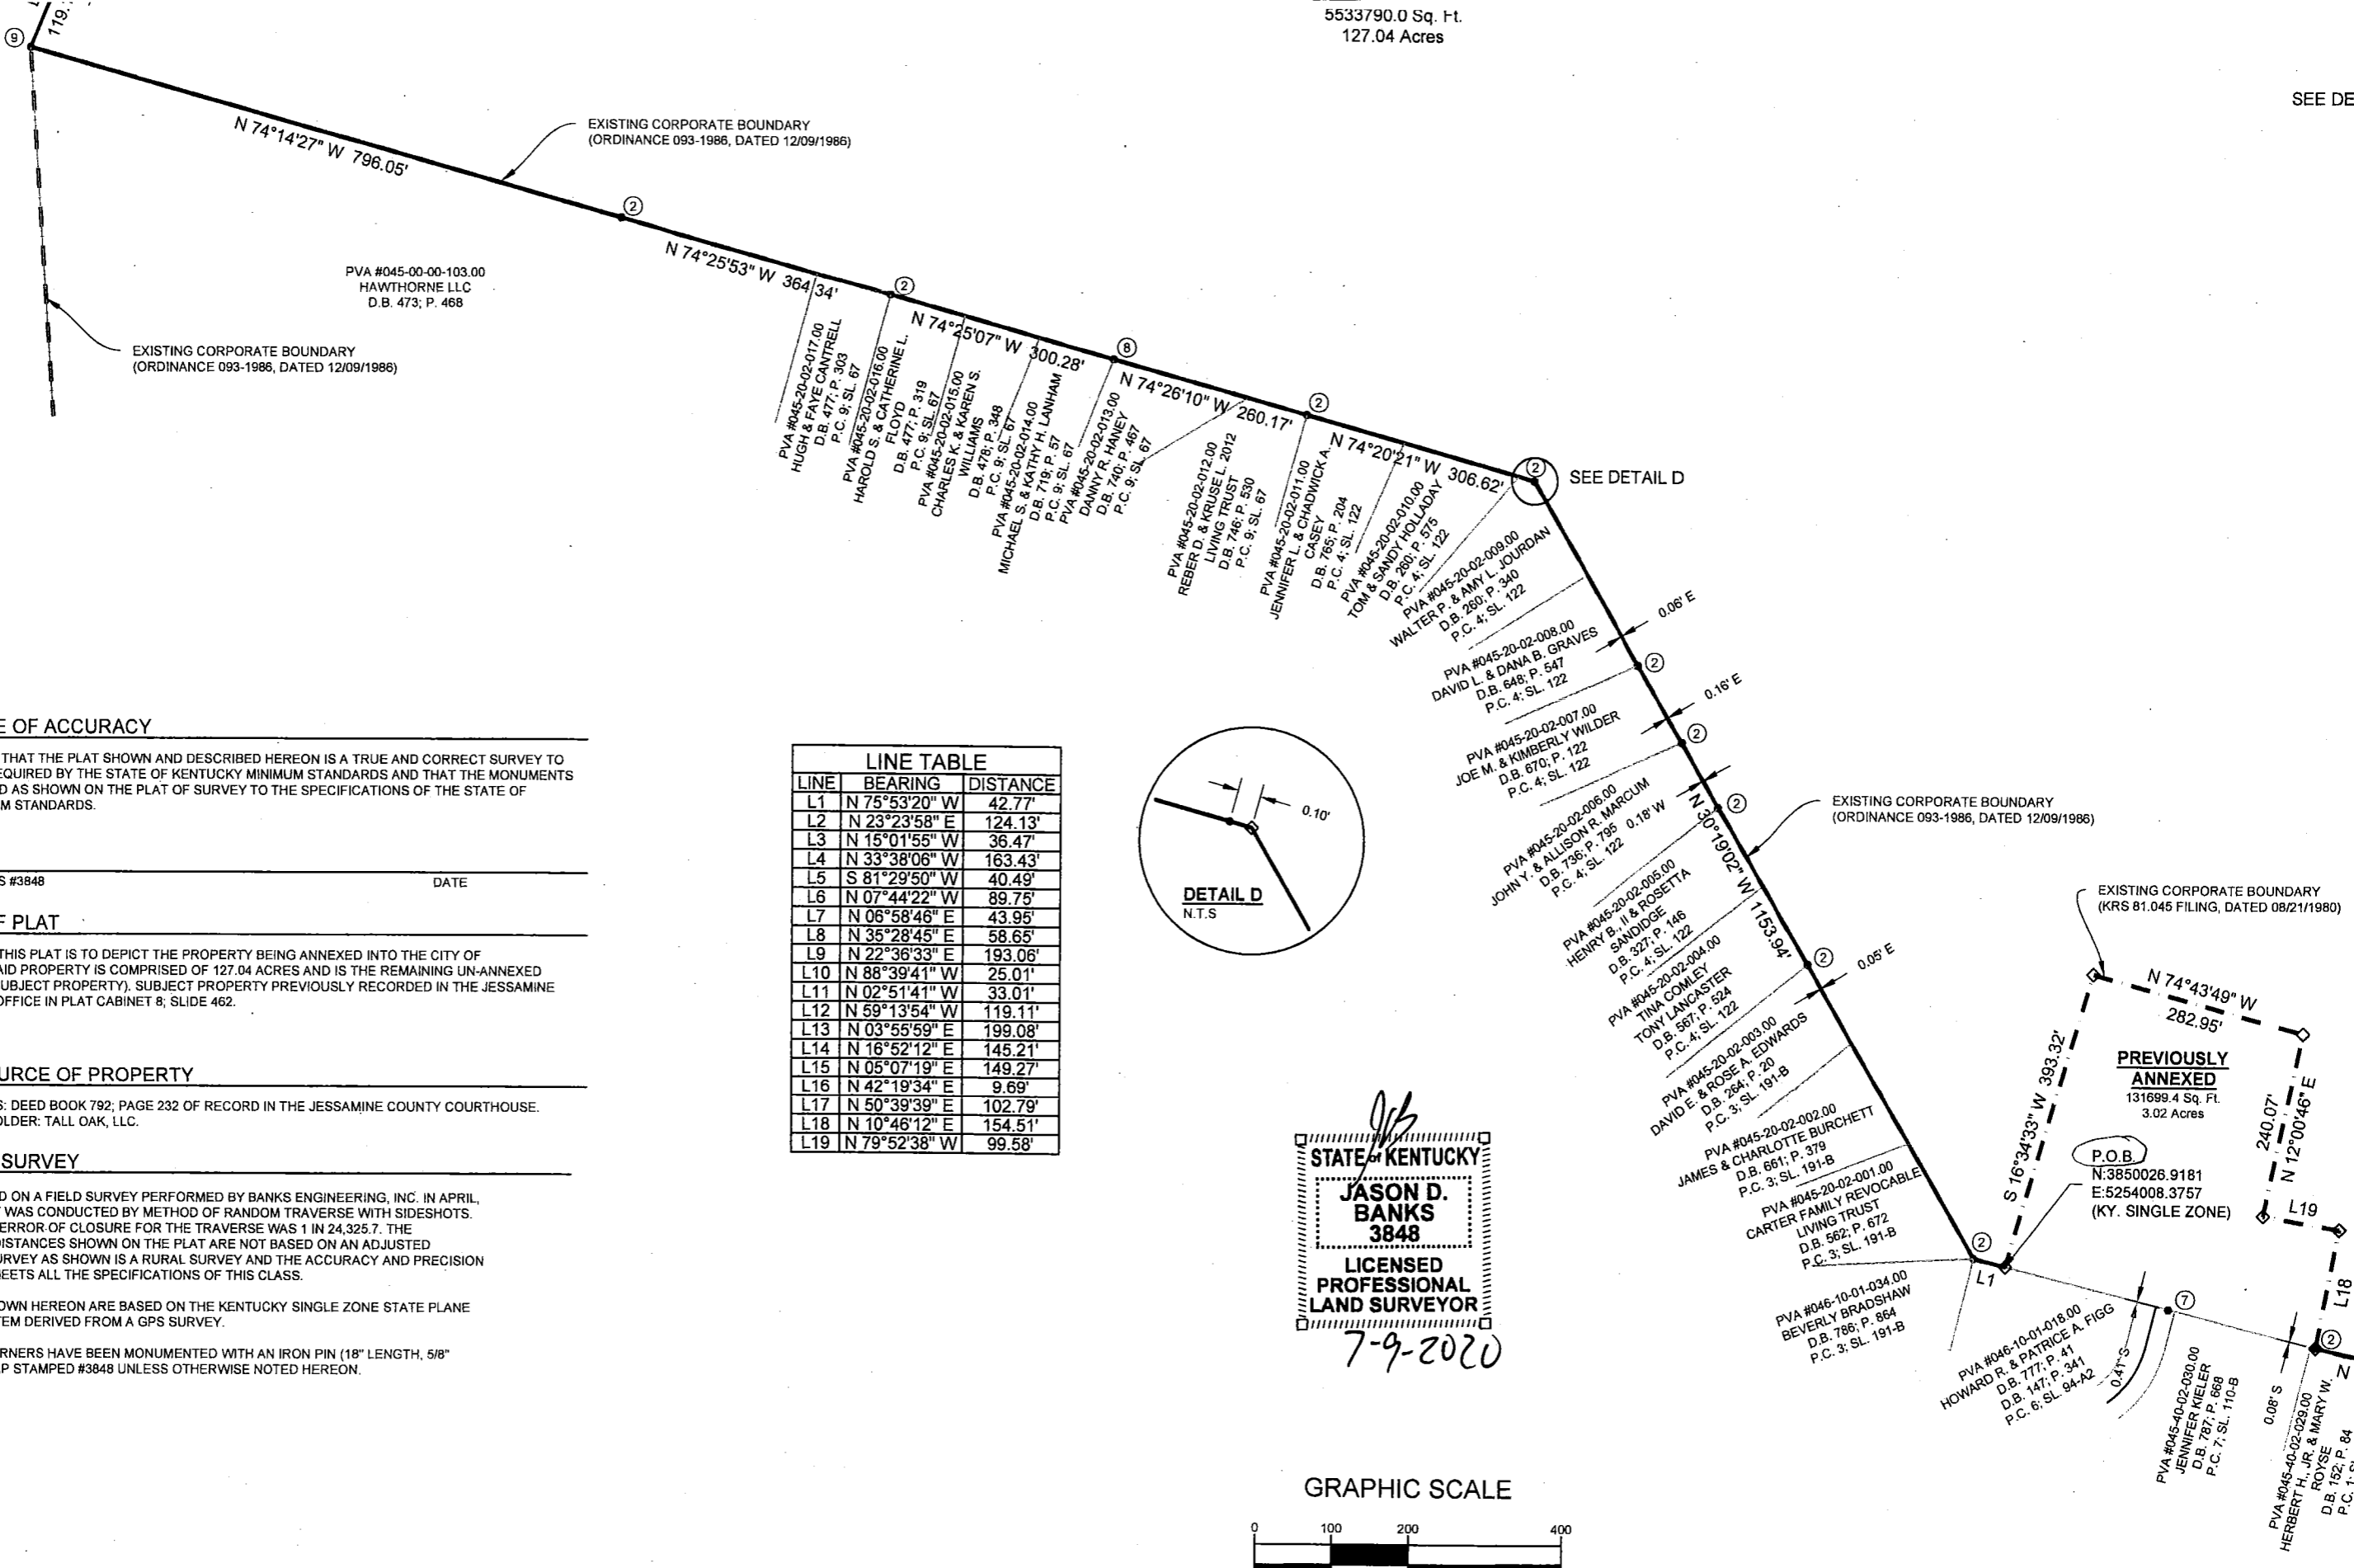 5533790.0 Sq. Ft.
127.04 Acres
SEE DE
119.
9
N 74°14'27" W 796.05'
EXISTING CORPORATE BOUNDARY
(ORDINANCE 093-1986, DATED 12/09/1986)
2
N 74°25'53" W 364.34'
PVA #045-00-00-103.00
HAWTHORNE LLC
D.B. 473; P. 468
EXISTING CORPORATE BOUNDARY
(ORDINANCE 093-1986, DATED 12/09/1986)
2
N 74°25'07" W 300.28'
8
N 74°26'10" W 260.17'
2
N 74°20'21" W 306.62'
2
SEE DETAIL D
PVA #045-20-02-017.00
HUGH & FAYE CANTRELL
D.B. 477; P. 303
P.C. 9; SL. 67
PVA #045-20-02-016.00
HAROLD S. & CATHERINE L.
FLOYD
D.B. 477; P. 319
P.C. 9; SL. 67
PVA #045-20-02-015.00
CHARLES K. & KAREN S.
WILLIAMS
D.B. 478; P. 348
P.C. 9; SL. 67
PVA #045-20-02-014.00
MICHAEL S. & KATHY H. LANHAM
D.B. 719; P. 57
P.C. 9; SL. 67
PVA #045-20-02-013.00
DANNY R. HANEY
D.B. 740; P. 467
P.C. 9; SL. 67
PVA #045-20-02-012.00
REBER D. & KRUSE L. 2012
LIVING TRUST
D.B. 746; P. 530
P.C. 9; SL. 67
PVA #045-20-02-011.00
JENNIFER L. & CHADWICK A.
CASEY
D.B. 765; P. 204
P.C. 4; SL. 122
PVA #045-20-02-010.00
TOM & SANDY HOLLADAY
D.B. 260; P. 575
P.C. 4; SL. 122
PVA #045-20-02-009.00
WALTER P. & AMY L. JOURDAN
D.B. 260; P. 340
P.C. 4; SL. 122
0.06' E
PVA #045-20-02-008.00
DAVID L. & DANA B. GRAVES
D.B. 648; P. 547
P.C. 4; SL. 122
2
0.16' E
PVA #045-20-02-007.00
JOE M. & KIMBERLY WILDER
D.B. 670; P. 122
P.C. 4; SL. 122
2
PVA #045-20-02-006.00
JOHN Y. & ALLISON R. MARCUM
D.B. 736; P. 795
P.C. 4; SL. 122
0.18' W
2
N 30°19'02" W 1153.94'
EXISTING CORPORATE BOUNDARY
(ORDINANCE 093-1986, DATED 12/09/1986)
PVA #045-20-02-005.00
HENRY B., II & ROSETTA
SANDIDGE
D.B. 327; P. 146
P.C. 4; SL. 122
PVA #045-20-02-004.00
TINA COMLEY
TONY LANCASTER
D.B. 567; P. 524
P.C. 4; SL. 122
2
0.05' E
PVA #045-20-02-003.00
DAVID E. & ROSE A. EDWARDS
D.B. 264; P. 20
P.C. 3; SL. 191-B
PVA #045-20-02-002.00
JAMES & CHARLOTTE BURCHETT
D.B. 661; P. 379
P.C. 3; SL. 191-B
PVA #045-20-02-001.00
CARTER FAMILY REVOCABLE
LIVING TRUST
D.B. 562; P. 672
P.C. 3; SL. 191-B
PVA #046-10-01-034.00
BEVERLY BRADSHAW
D.B. 786; P. 864
P.C. 3; SL. 191-B
2
L1
PVA #046-10-01-018.00
HOWARD R. & PATRICE A. FIGG
D.B. 777; P. 41
D.B. 147; P. 341
P.C. 6; SL. 94-A2
0.41' S
7
PVA #045-40-02-030.00
JENNIFER KIELER
D.B. 787; P. 668
P.C. 7; SL. 110-B
0.08' S
PVA #045-40-02-029.00
HERBERT H., JR. & MARY W.
ROYSE
D.B. 152; P. 84
P.C. 1; SL
2
N
L18
L19
EXISTING CORPORATE BOUNDARY
(KRS 81.045 FILING, DATED 08/21/1980)
N 74°43'49" W
282.95'
S 16°34'33" W 393.32'
240.07'
N 12°00'46" E
PREVIOUSLY
ANNEXED
131699.4 Sq. Ft.
3.02 Acres
P.O.B.
N:3850026.9181
E:5254008.3757
(KY. SINGLE ZONE)
E OF ACCURACY
THAT THE PLAT SHOWN AND DESCRIBED HEREON IS A TRUE AND CORRECT SURVEY TO
EQUIRED BY THE STATE OF KENTUCKY MINIMUM STANDARDS AND THAT THE MONUMENTS
D AS SHOWN ON THE PLAT OF SURVEY TO THE SPECIFICATIONS OF THE STATE OF
M STANDARDS.
S #3848 DATE
F PLAT
THIS PLAT IS TO DEPICT THE PROPERTY BEING ANNEXED INTO THE CITY OF
AID PROPERTY IS COMPRISED OF 127.04 ACRES AND IS THE REMAINING UN-ANNEXED
UBJECT PROPERTY). SUBJECT PROPERTY PREVIOUSLY RECORDED IN THE JESSAMINE
OFFICE IN PLAT CABINET 8; SLIDE 462.
URCE OF PROPERTY
S: DEED BOOK 792; PAGE 232 OF RECORD IN THE JESSAMINE COUNTY COURTHOUSE.
OLDER: TALL OAK, LLC.
SURVEY
D ON A FIELD SURVEY PERFORMED BY BANKS ENGINEERING, INC. IN APRIL,
Y WAS CONDUCTED BY METHOD OF RANDOM TRAVERSE WITH SIDESHOTS.
ERROR OF CLOSURE FOR THE TRAVERSE WAS 1 IN 24,325.7. THE
ISTANCES SHOWN ON THE PLAT ARE NOT BASED ON AN ADJUSTED
URVEY AS SHOWN IS A RURAL SURVEY AND THE ACCURACY AND PRECISION
EETS ALL THE SPECIFICATIONS OF THIS CLASS.
OWN HEREON ARE BASED ON THE KENTUCKY SINGLE ZONE STATE PLANE
TEM DERIVED FROM A GPS SURVEY.
RNERS HAVE BEEN MONUMENTED WITH AN IRON PIN (18" LENGTH, 5/8"
P STAMPED #3848 UNLESS OTHERWISE NOTED HEREON.
LINE TABLE
LINE BEARING DISTANCE
L1 N 75°53'20" W 42.77'
L2 N 23°23'58" E 124.13'
L3 N 15°01'55" W 36.47'
L4 N 33°38'06" W 163.43'
L5 S 81°29'50" W 40.49'
L6 N 07°44'22" W 89.75'
L7 N 06°58'46" E 43.95'
L8 N 35°28'45" E 58.65'
L9 N 22°36'33" E 193.06'
L10 N 88°39'41" W 25.01'
L11 N 02°51'41" W 33.01'
L12 N 59°13'54" W 119.11'
L13 N 03°55'59" E 199.08'
L14 N 16°52'12" E 145.21'
L15 N 05°07'19" E 149.27'
L16 N 42°19'34" E 9.69'
L17 N 50°39'39" E 102.79'
L18 N 10°46'12" E 154.51'
L19 N 79°52'38" W 99.58'
0.10'
DETAIL D
N.T.S
STATE of KENTUCKY
JASON D.
BANKS
3848
LICENSED
PROFESSIONAL
LAND SURVEYOR
7-9-2020
GRAPHIC SCALE
0 100 200 400